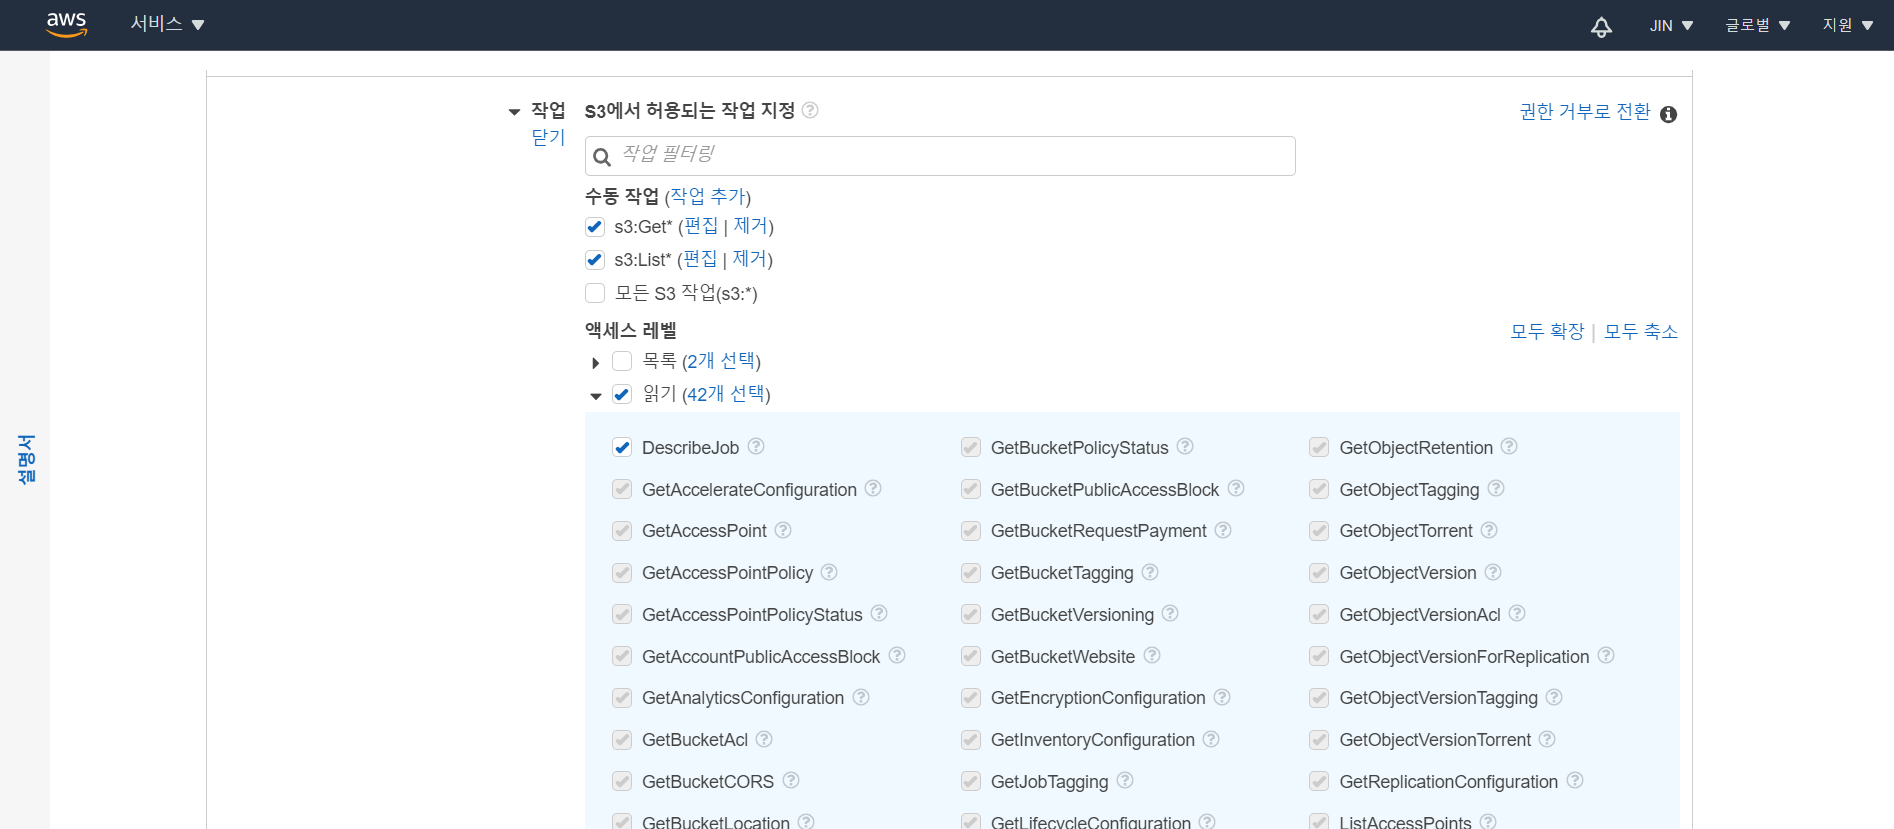 aws 서비스 JIN 글로벌 지원
작업 S3에서 허용되는 작업 지정 권한 거부로 전환
닫기
작업 필터링
수동 작업 (작업 추가)
s3:Get* (편집 | 제거)
s3:List* (편집 | 제거)
모든 S3 작업(s3:*)
액세스 레벨 모두 확장 | 모두 축소
목록 (2개 선택)
읽기 (42개 선택)
설명서
DescribeJob GetBucketPolicyStatus GetObjectRetention
GetAccelerateConfiguration GetBucketPublicAccessBlock GetObjectTagging
GetAccessPoint GetBucketRequestPayment GetObjectTorrent
GetAccessPointPolicy GetBucketTagging GetObjectVersion
GetAccessPointPolicyStatus GetBucketVersioning GetObjectVersionAcl
GetAccountPublicAccessBlock GetBucketWebsite GetObjectVersionForReplication
GetAnalyticsConfiguration GetEncryptionConfiguration GetObjectVersionTagging
GetBucketAcl GetInventoryConfiguration GetObjectVersionTorrent
GetBucketCORS GetJobTagging GetReplicationConfiguration
GetBucketLocation GetLifecycleConfiguration ListAccessPoints